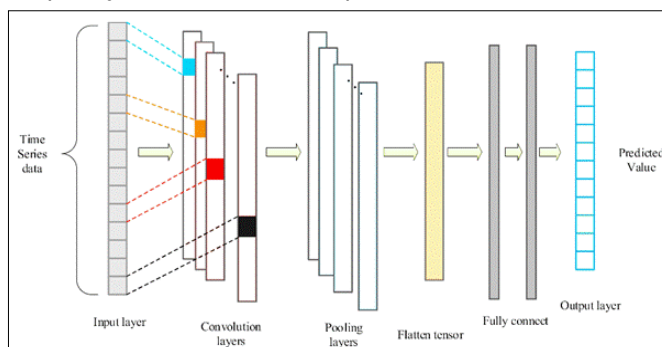 Time
Series
data
Predicted
Value
Input layer
Convolution
layers
Pooling
layers
Flatten tensor
Fully connect
Output layer